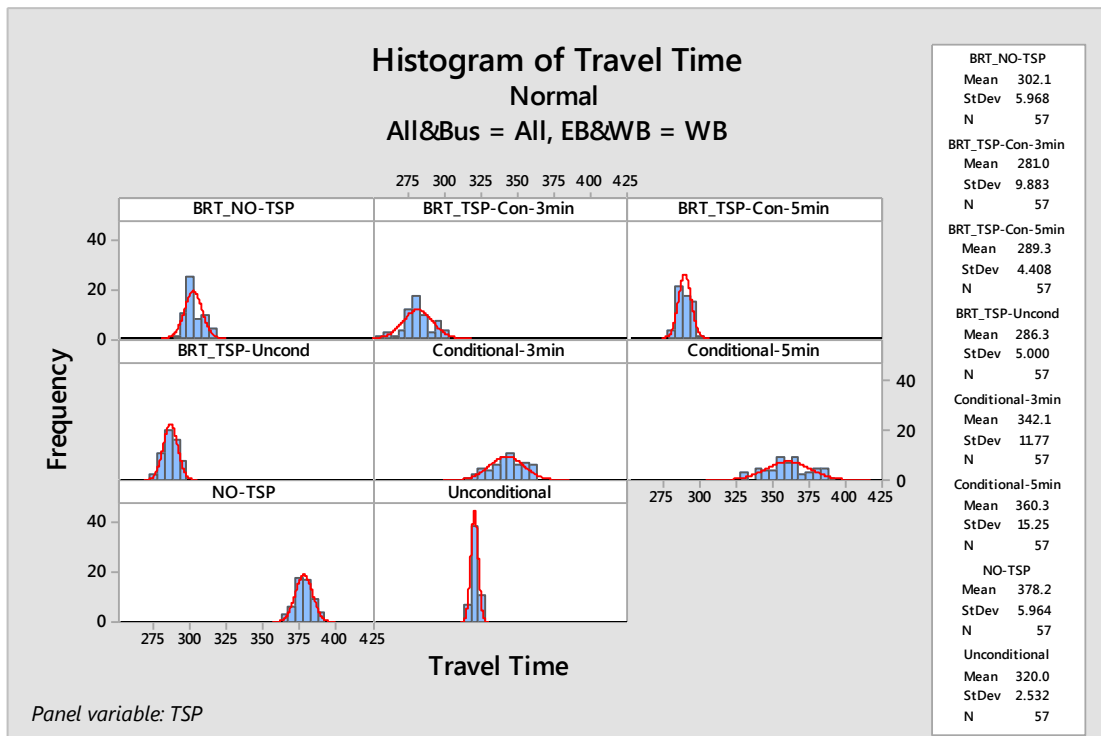 Histogram of Travel Time
Normal
All&Bus = All, EB&WB = WB
275 300 325 350 375 400 425
BRT_NO-TSP BRT_TSP-Con-3min BRT_TSP-Con-5min
40
20
0
BRT_TSP-Uncond Conditional-3min Conditional-5min
40
20
0
275 300 325 350 375 400 425
NO-TSP Unconditional
40
20
0
275 300 325 350 375 400 425
Frequency
Travel Time
Panel variable: TSP
BRT_NO-TSP
Mean 302.1
StDev 5.968
N 57
BRT_TSP-Con-3min
Mean 281.0
StDev 9.883
N 57
BRT_TSP-Con-5min
Mean 289.3
StDev 4.408
N 57
BRT_TSP-Uncond
Mean 286.3
StDev 5.000
N 57
Conditional-3min
Mean 342.1
StDev 11.77
N 57
Conditional-5min
Mean 360.3
StDev 15.25
N 57
NO-TSP
Mean 378.2
StDev 5.964
N 57
Unconditional
Mean 320.0
StDev 2.532
N 57